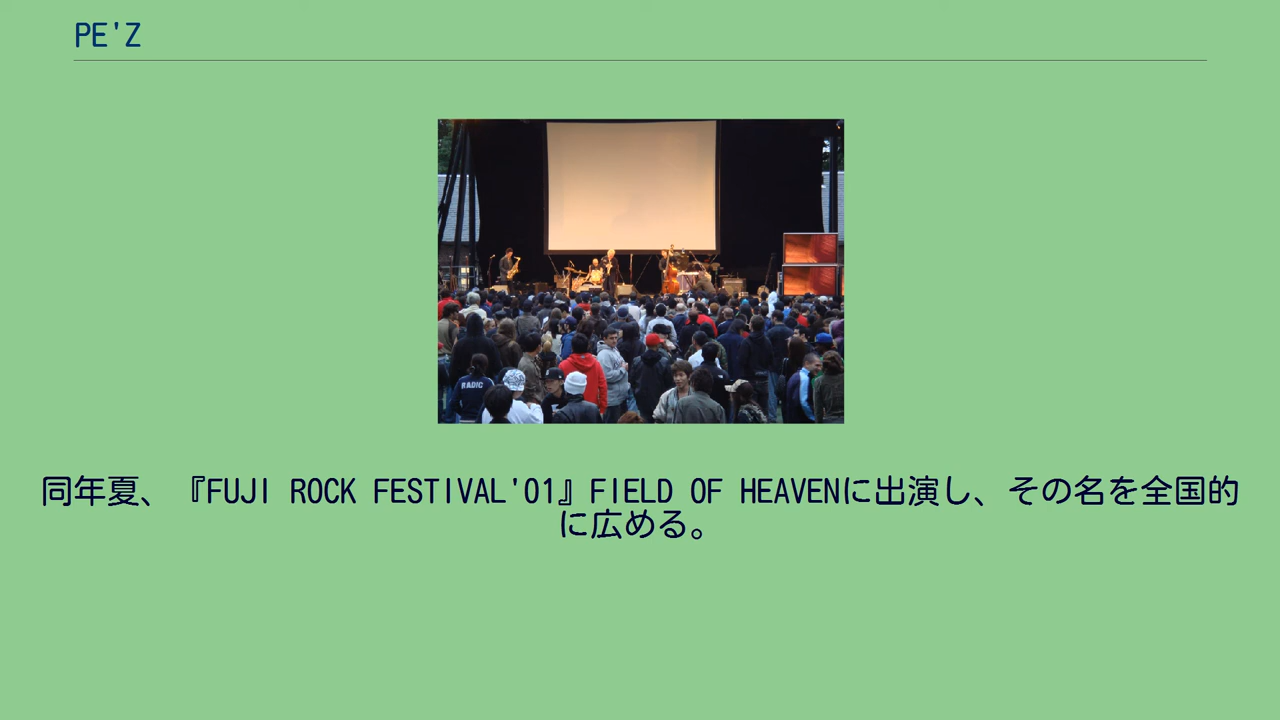 PE'Z
RADIC
同年夏、『FUJI ROCK FESTIVAL'01』FIELD OF HEAVENに出演し、その名を全国的
に広める。